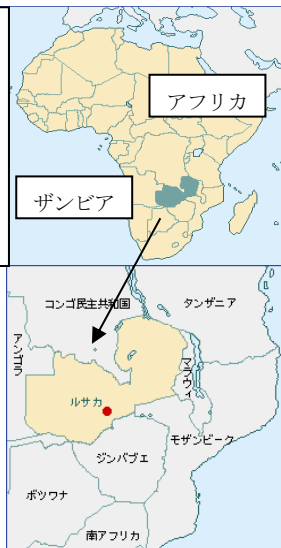 アフリカ
ザンビア
コンゴ民主共和国
タンザニア
アンゴラ
マラウィ
ルサカ
モザンビーク
ジンバブエ
ボツワナ
南アフリカ